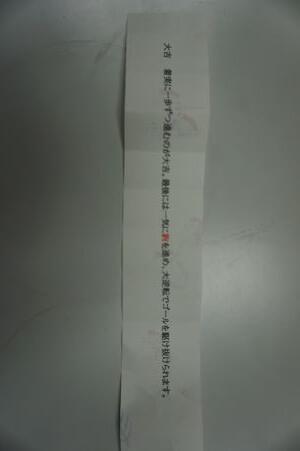 大吉　着実に一歩ずつ進むのが大吉。最後には一気に駒を進め、大逆転でゴールを駆け抜けられます。